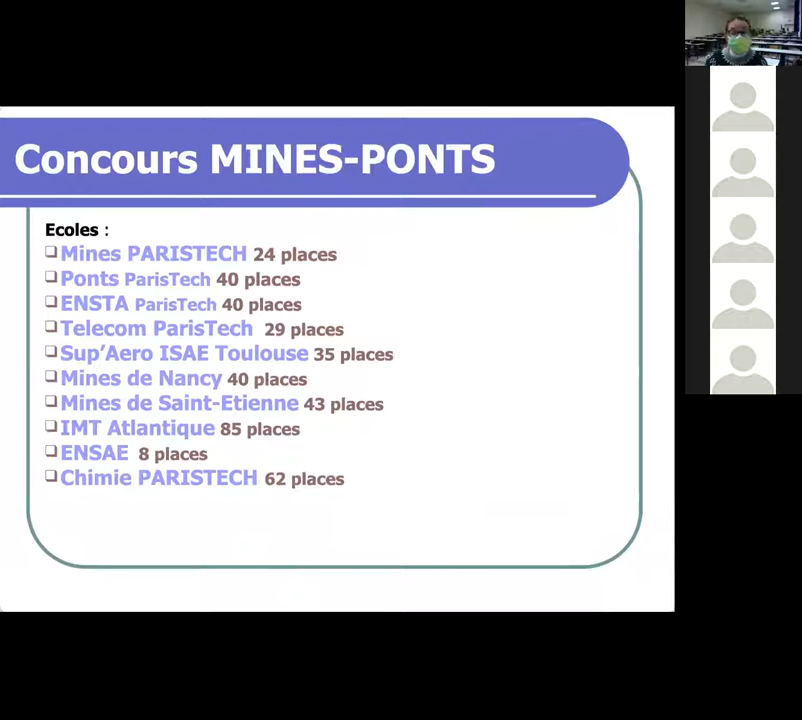 Concours MINES-PONTS
Ecoles :
Mines PARISTECH 24 places
Ponts ParisTech 40 places
ENSTA ParisTech 40 places
Telecom ParisTech 29 places
Sup'Aero ISAE Toulouse 35 places
Mines de Nancy 40 places
Mines de Saint-Etienne 43 places
IMT Atlantique 85 places
ENSAE 8 places
Chimie PARISTECH 62 places